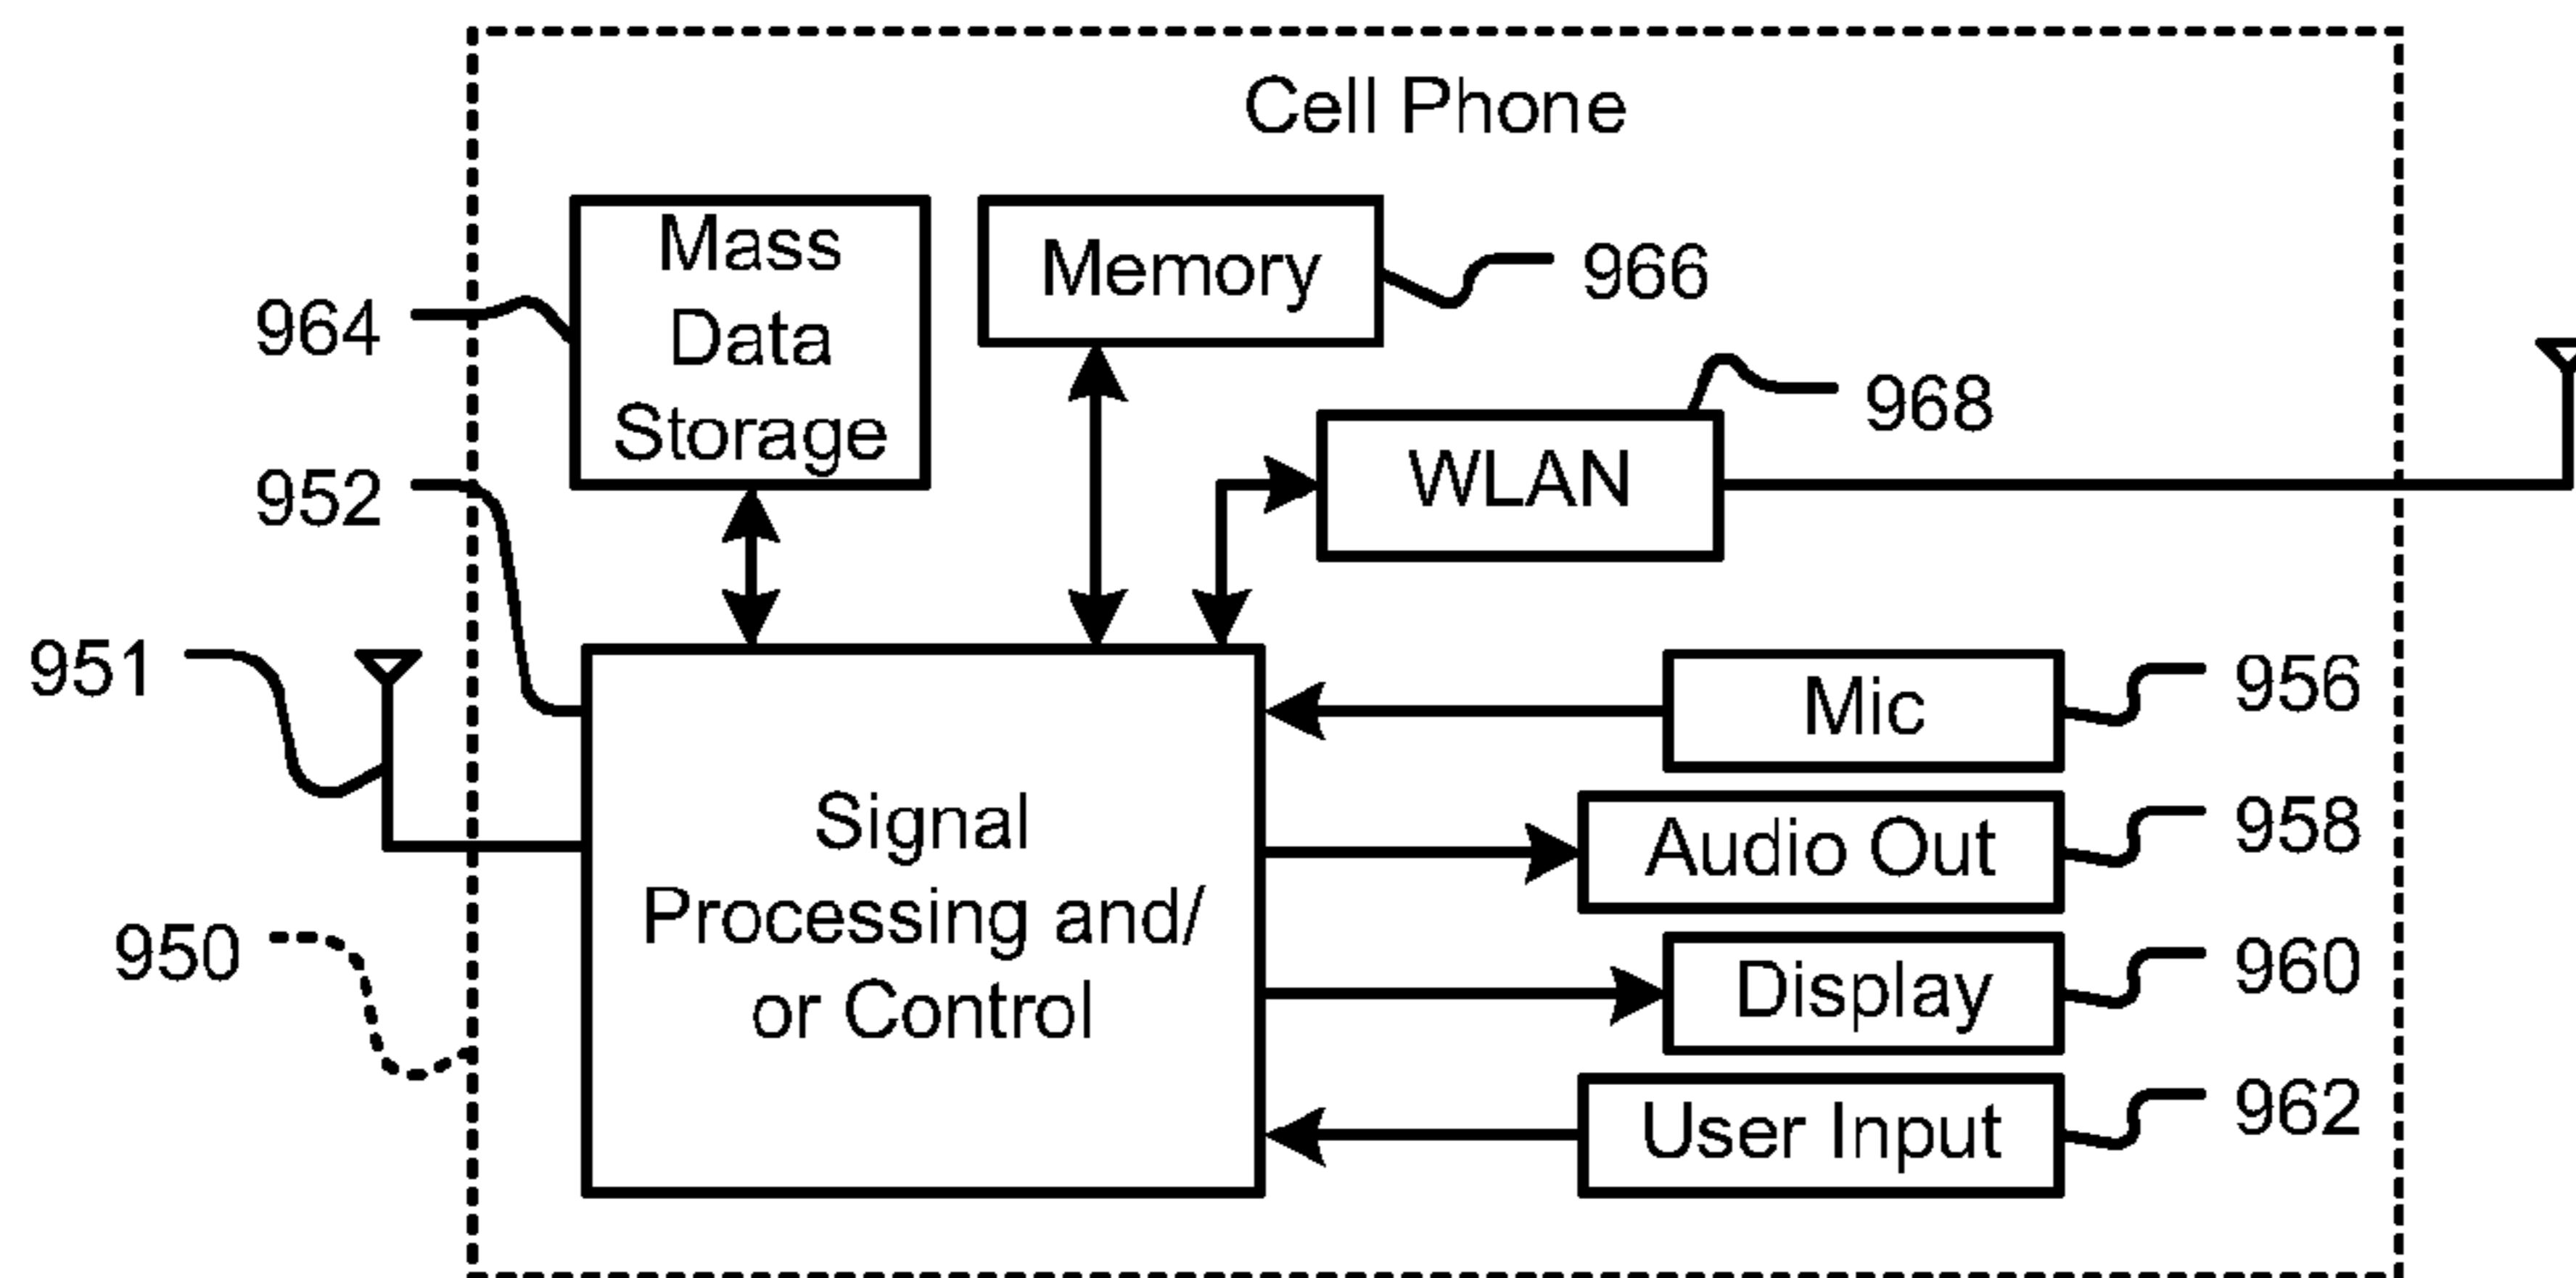 Cell Phone
Mass
Data
Storage
Memory
966
964
968
WLAN
952
951
Mic
956
Signal
Processing and/
or Control
Audio Out
958
950
Display
960
User Input
962